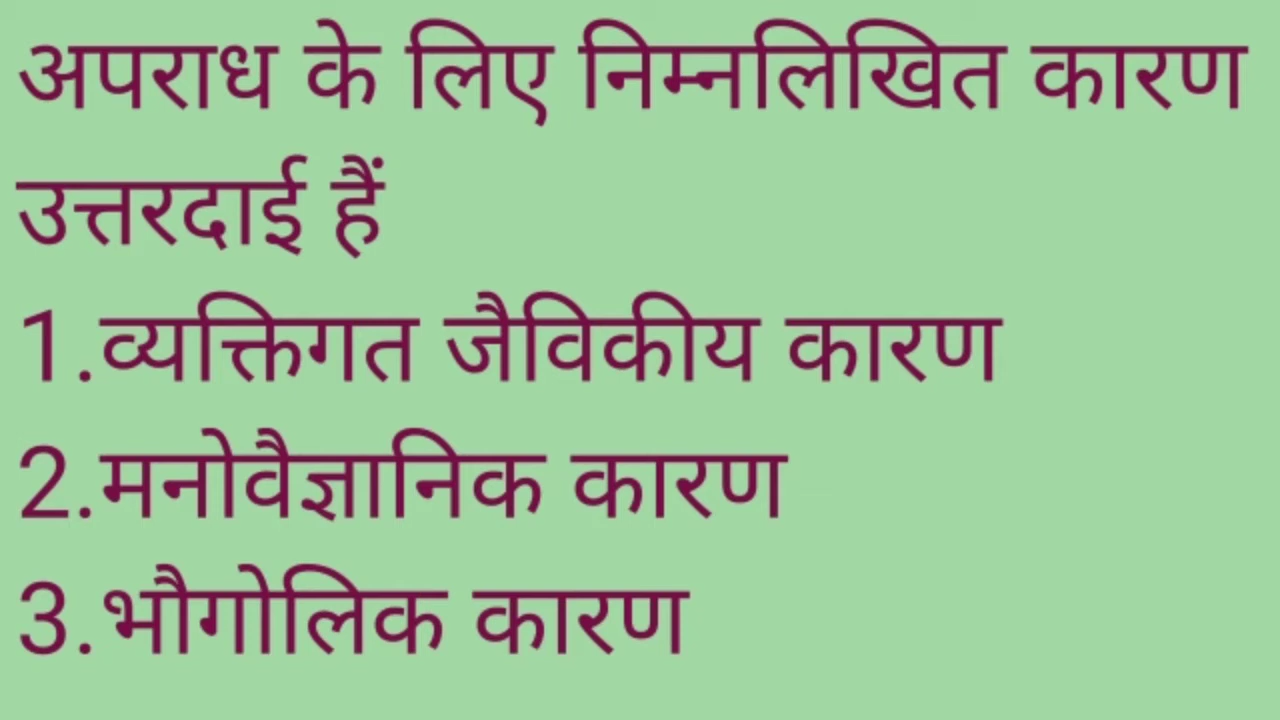 अपराध के लिए निम्नलिखित कारण
उत्तरदाई हैं
1.व्यक्तिगत जैविकीय कारण
2.मनोवैज्ञानिक कारण
3.भौगोलिक कारण